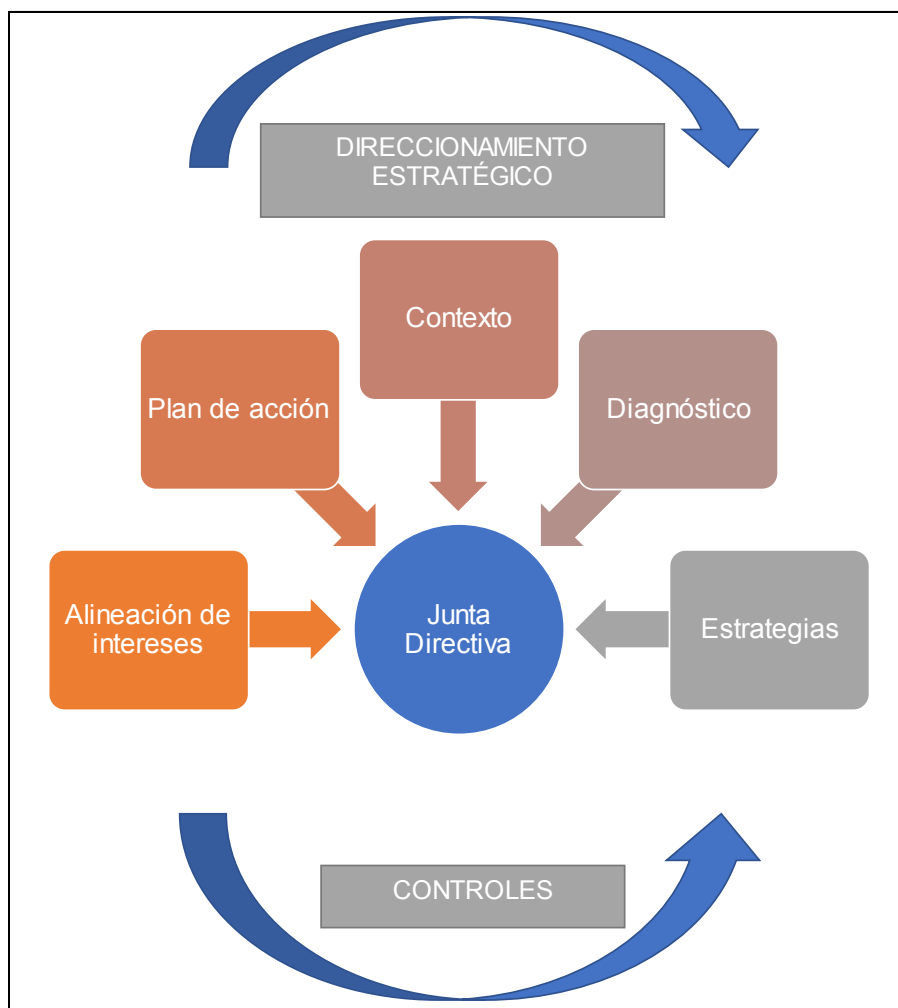 DIRECCIONAMIENTO
ESTRATÉGICO
Contexto
Plan de acción
Diagnóstico
Alineación de
intereses
Junta
Directiva
Estrategias
CONTROLES